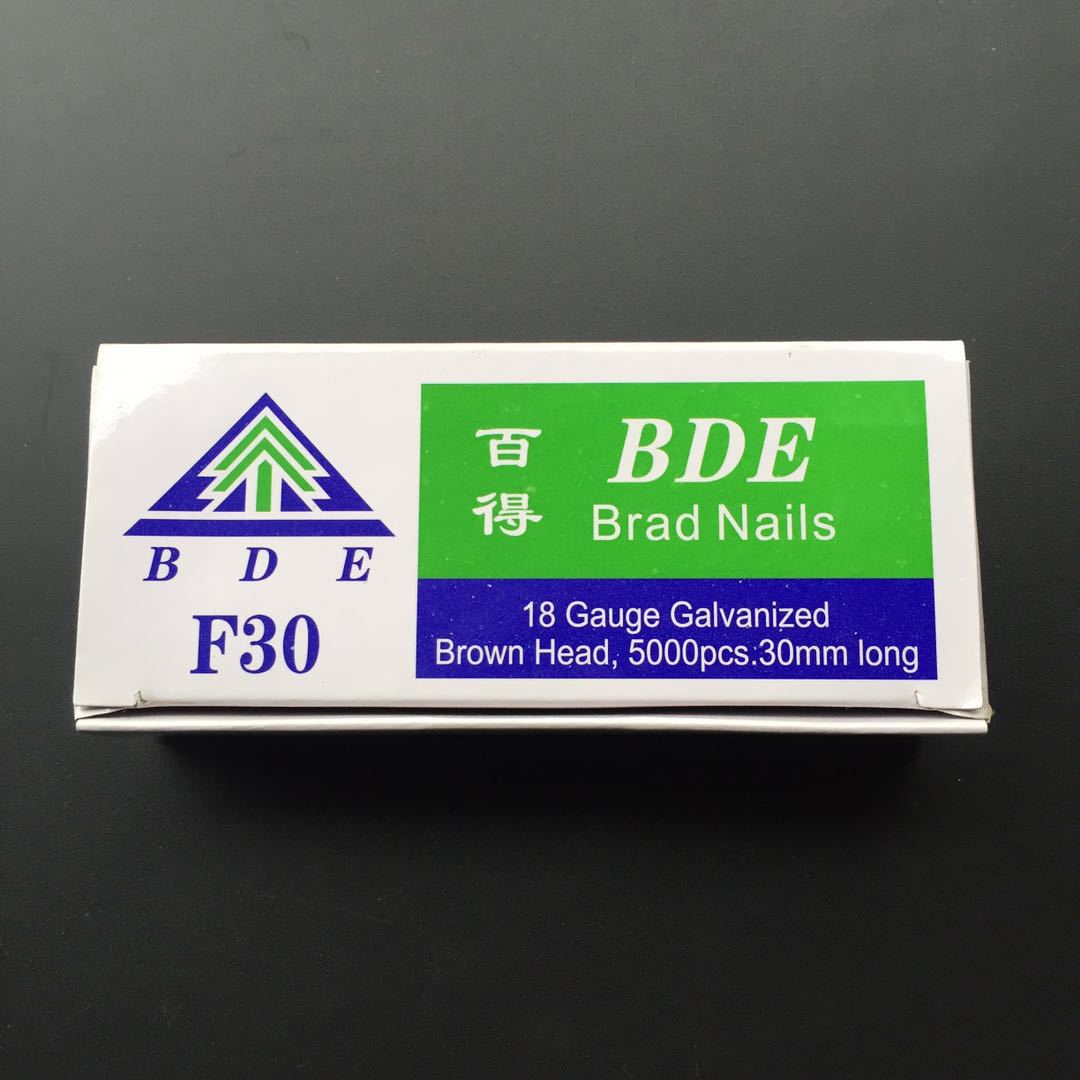 B D E
F30
百得
BDE
Brad Nails
18 Gauge Galvanized
Brown Head, 5000pcs.30mm long